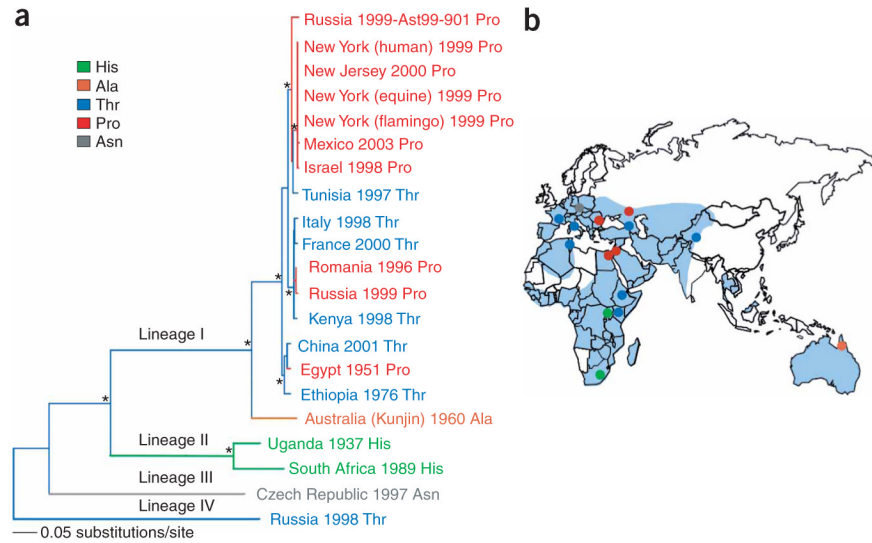 a
b
His
Ala
Thr
Pro
Asn
Russia 1999-Ast99-901 Pro
New York (human) 1999 Pro
New Jersey 2000 Pro
New York (equine) 1999 Pro
New York (flamingo) 1999 Pro
Mexico 2003 Pro
Israel 1998 Pro
Tunisia 1997 Thr
Italy 1998 Thr
France 2000 Thr
Romania 1996 Pro
Russia 1999 Pro
Kenya 1998 Thr
Lineage I
China 2001 Thr
Egypt 1951 Pro
Ethiopia 1976 Thr
Australia (Kunjin) 1960 Ala
Lineage II
Uganda 1937 His
South Africa 1989 His
Lineage III
Czech Republic 1997 Asn
Lineage IV
Russia 1998 Thr
0.05 substitutions/site
* 
*
*
*
*
*
*
*